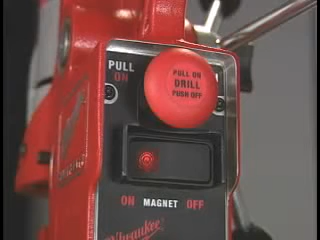 PULL
ON
PULL ON
DRILL
PUSH OFF
ON MAGNET OFF
Milwaukee